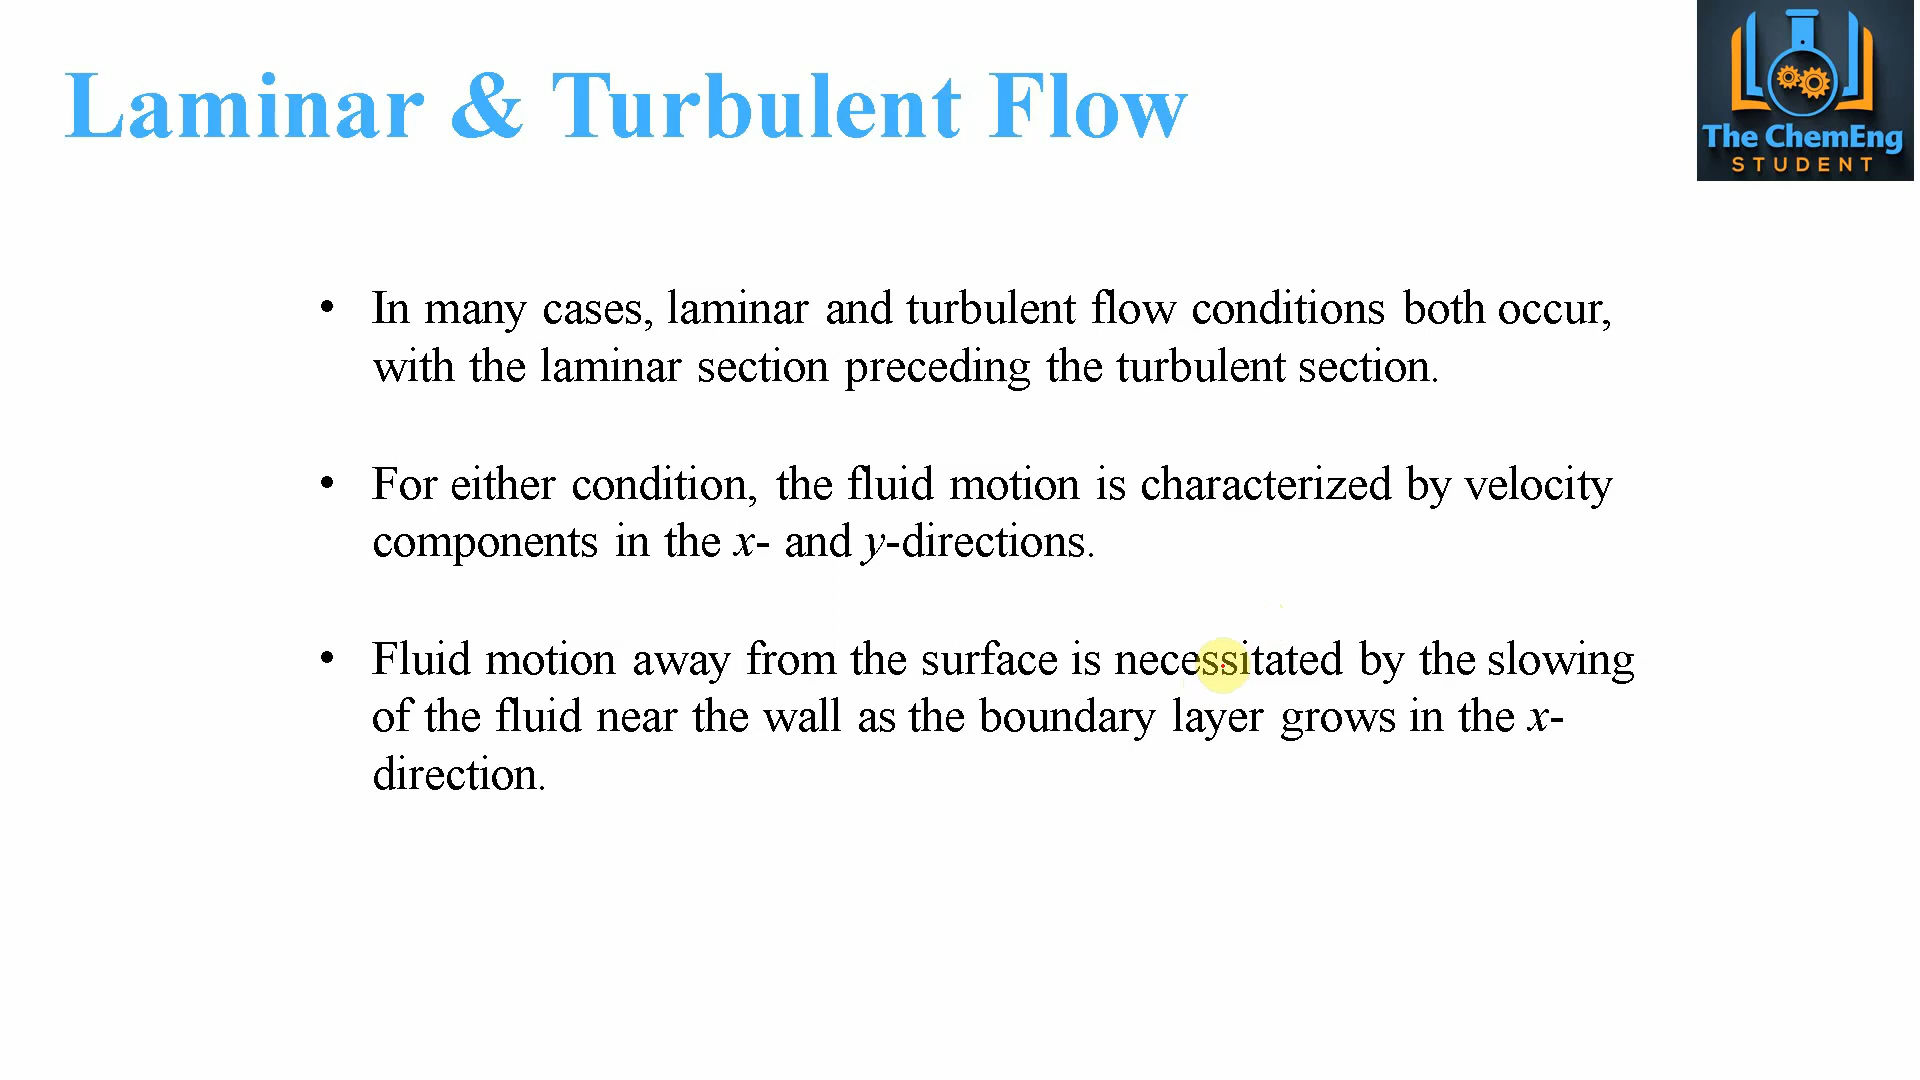 Laminar & Turbulent Flow
The ChemEng
STUDENT
• In many cases, laminar and turbulent flow conditions both occur,
with the laminar section preceding the turbulent section.
• For either condition, the fluid motion is characterized by velocity
components in the x- and y-directions.
• Fluid motion away from the surface is necessitated by the slowing
of the fluid near the wall as the boundary layer grows in the x-
direction.